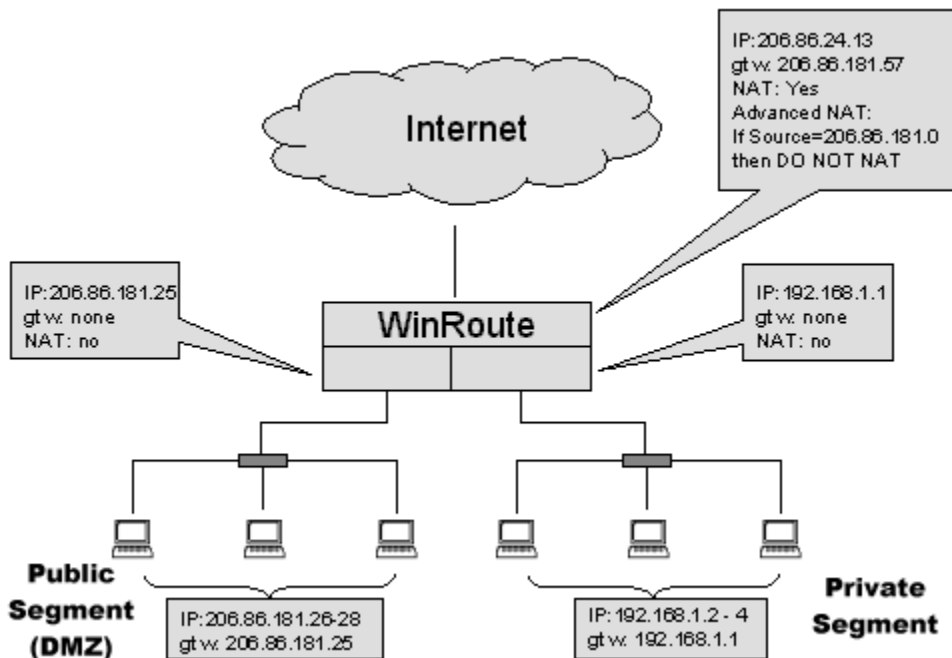 IP:206.86.24.13
gtw: 206.86.181.57
NAT: Yes
Advanced NAT:
If Source=206.86.181.0
then DO NOT NAT
Internet
IP:206.86.181.25
gtw: none
NAT: no
WinRoute
IP:192.168.1.1
gtw: none
NAT: no
Public
Segment
(DMZ)
IP:206.86.181.26-28
gtw: 206.86.181.25
IP:192.168.1.2 - 4
gtw: 192.168.1.1
Private
Segment